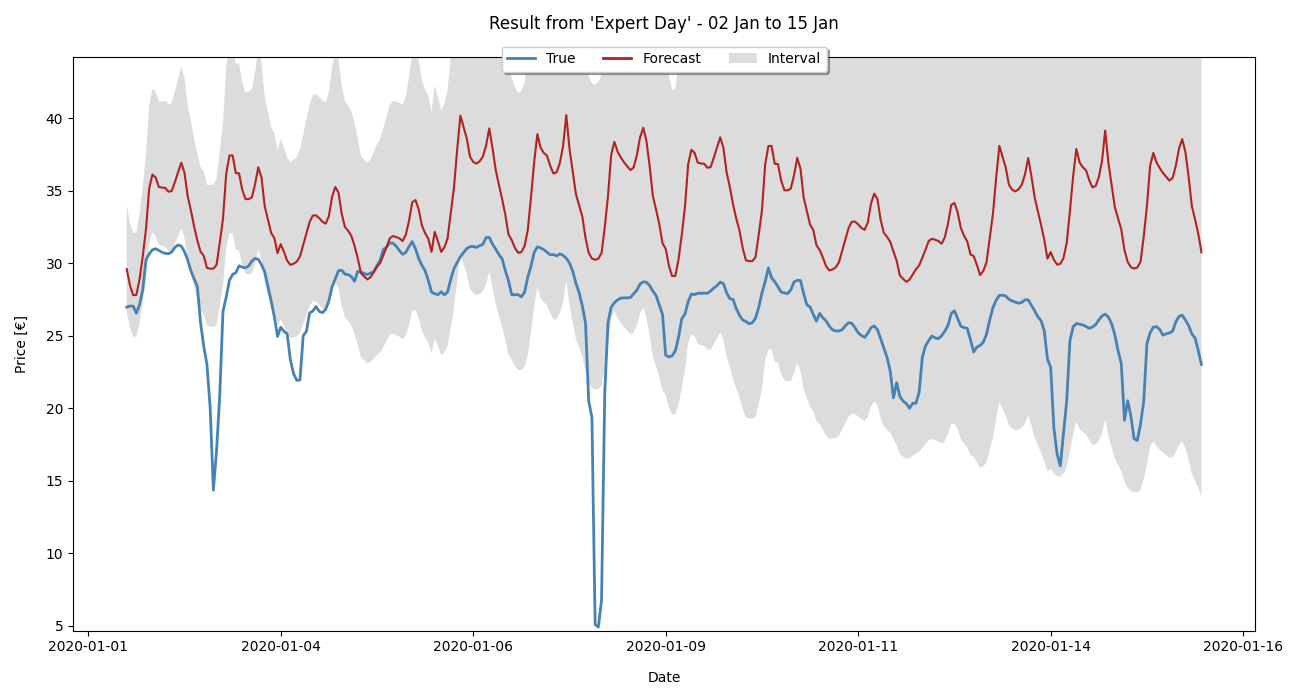 Result from 'Expert Day' - 02 Jan to 15 Jan
True Forecast Interval
Price [€]
40
35
30
25
20
15
10
5
2020-01-01 2020-01-04 2020-01-06 2020-01-09 2020-01-11 2020-01-14 2020-01-16
Date